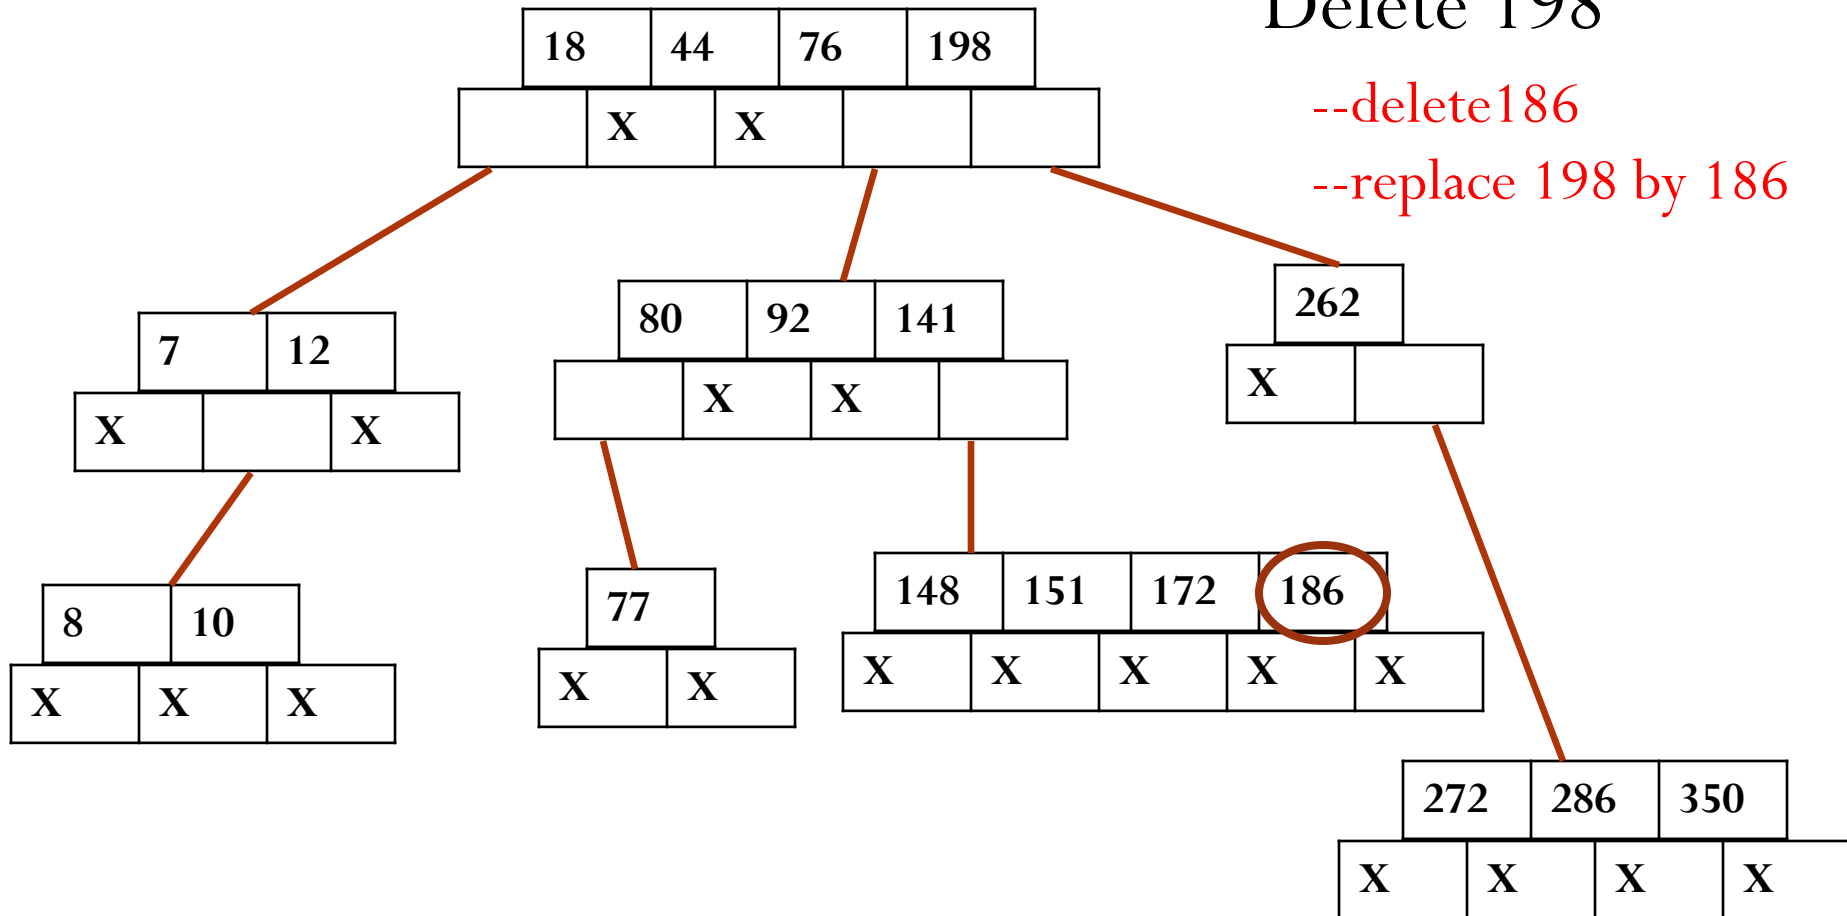 Delete 198
--delete186
--replace 198 by 186
18 44 76 198
X X
7 12
X X
80 92 141
X X
262
X
8 10
X X X
77
X X
148 151 172 186
X X X X X
272 286 350
X X X X